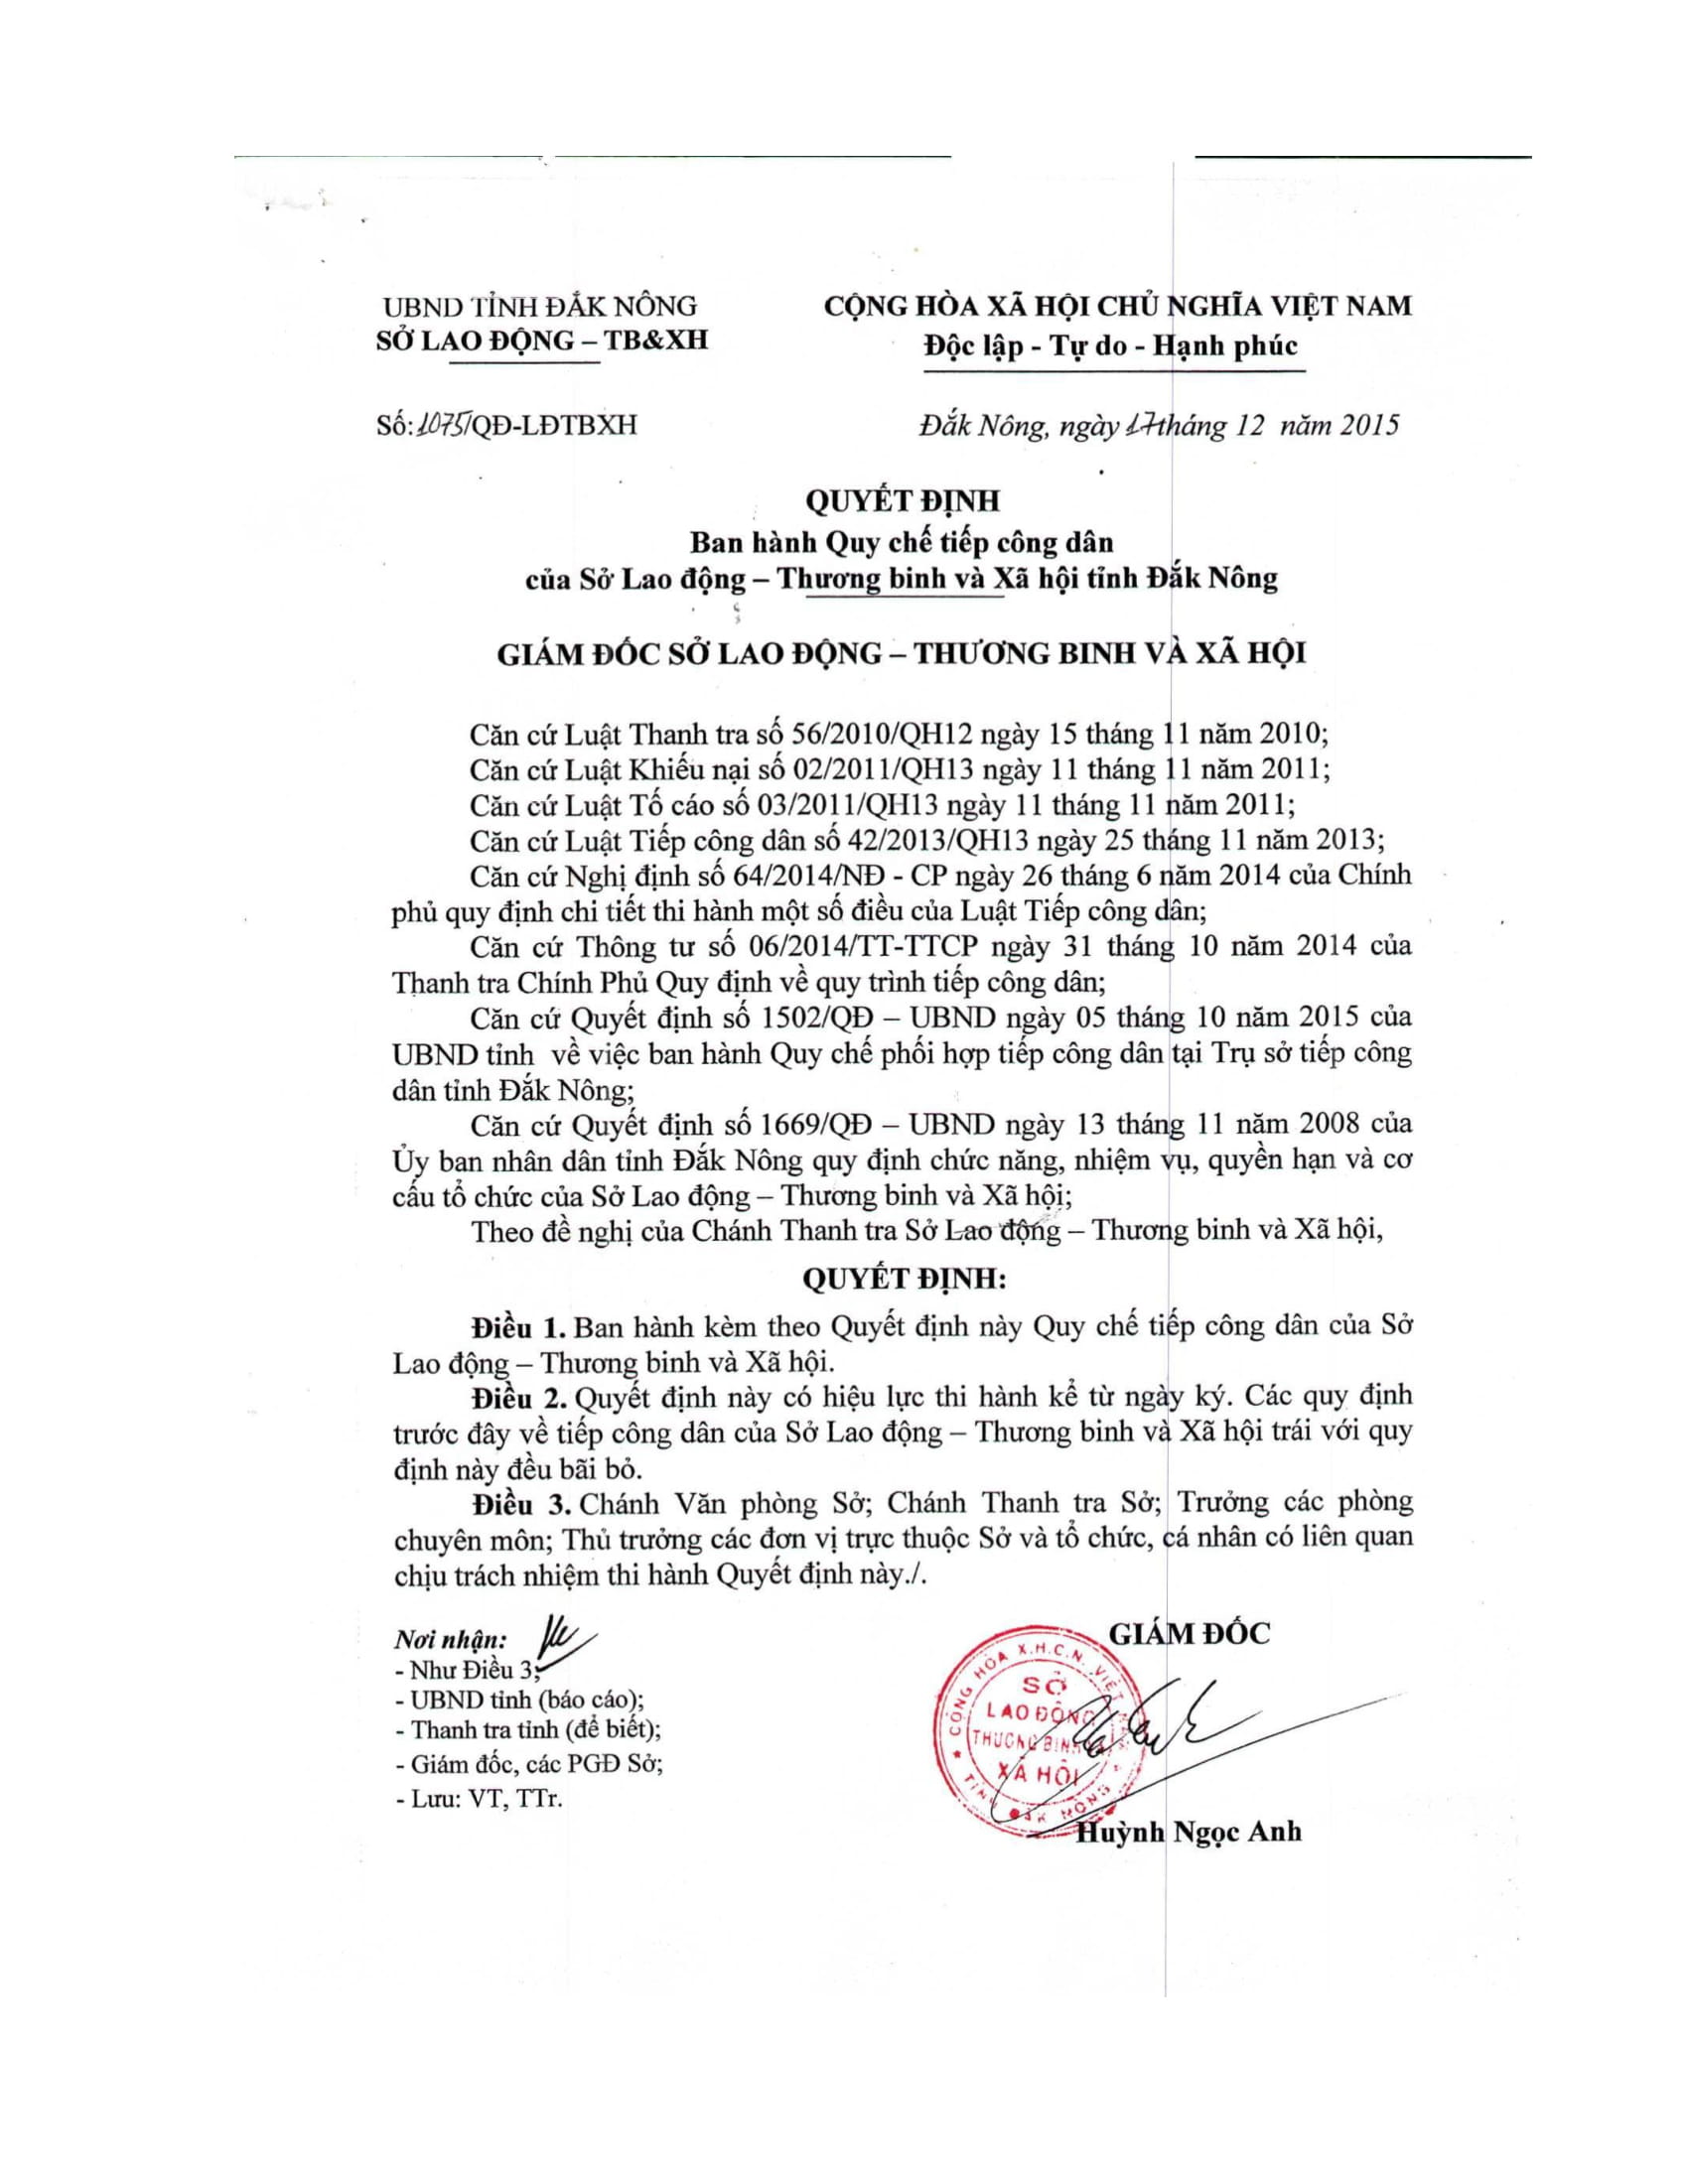 UBND TỈNH ĐẮK NÔNG
SỞ LAO ĐỘNG – TB&XH
CỘNG HÒA XÃ HỘI CHỦ NGHĨA VIỆT NAM
Độc lập - Tự do - Hạnh phúc
Số: 1075/QĐ-LĐTBXH
Đắk Nông, ngày 17 tháng 12 năm 2015
QUYẾT ĐỊNH
Ban hành Quy chế tiếp công dân
của Sở Lao động – Thương binh và Xã hội tỉnh Đắk Nông
GIÁM ĐỐC SỞ LAO ĐỘNG – THƯƠNG BINH VÀ XÃ HỘI
Căn cứ Luật Thanh tra số 56/2010/QH12 ngày 15 tháng 11 năm 2010;
Căn cứ Luật Khiếu nại số 02/2011/QH13 ngày 11 tháng 11 năm 2011;
Căn cứ Luật Tố cáo số 03/2011/QH13 ngày 11 tháng 11 năm 2011;
Căn cứ Luật Tiếp công dân số 42/2013/QH13 ngày 25 tháng 11 năm 2013;
Căn cứ Nghị định số 64/2014/NĐ - CP ngày 26 tháng 6 năm 2014 của Chính
phủ quy định chi tiết thi hành một số điều của Luật Tiếp công dân;
Căn cứ Thông tư số 06/2014/TT-TTCP ngày 31 tháng 10 năm 2014 của
Thanh tra Chính Phủ Quy định về quy trình tiếp công dân;
Căn cứ Quyết định số 1502/QĐ – UBND ngày 05 tháng 10 năm 2015 của
UBND tỉnh về việc ban hành Quy chế phối hợp tiếp công dân tại Trụ sở tiếp công
dân tỉnh Đắk Nông;
Căn cứ Quyết định số 1669/QĐ – UBND ngày 13 tháng 11 năm 2008 của
Ủy ban nhân dân tỉnh Đắk Nông quy định chức năng, nhiệm vụ, quyền hạn và cơ
cấu tổ chức của Sở Lao động – Thương binh và Xã hội;
Theo đề nghị của Chánh Thanh tra Sở Lao động – Thương binh và Xã hội,
QUYẾT ĐỊNH:
Điều 1. Ban hành kèm theo Quyết định này Quy chế tiếp công dân của Sở
Lao động – Thương binh và Xã hội.
Điều 2. Quyết định này có hiệu lực thi hành kể từ ngày ký. Các quy định
trước đây về tiếp công dân của Sở Lao động – Thương binh và Xã hội trái với quy
định này đều bãi bỏ.
Điều 3. Chánh Văn phòng Sở; Chánh Thanh tra Sở; Trưởng các phòng
chuyên môn; Thủ trưởng các đơn vị trực thuộc Sở và tổ chức, cá nhân có liên quan
chịu trách nhiệm thi hành Quyết định này./.
Nơi nhận:
- Như Điều 3;
- UBND tỉnh (báo cáo);
- Thanh tra tỉnh (để biết);
- Giám đốc, các PGĐ Sở;
- Lưu: VT, TTr.
GIÁM ĐỐC
CỘNG HÒA X.H.C.N. VIỆT NAM
SỞ
LAO ĐỘNG
THƯƠNG BINH VÀ
XÃ HỘI
TỈNH ĐẮK NÔNG
Huỳnh Ngọc Anh